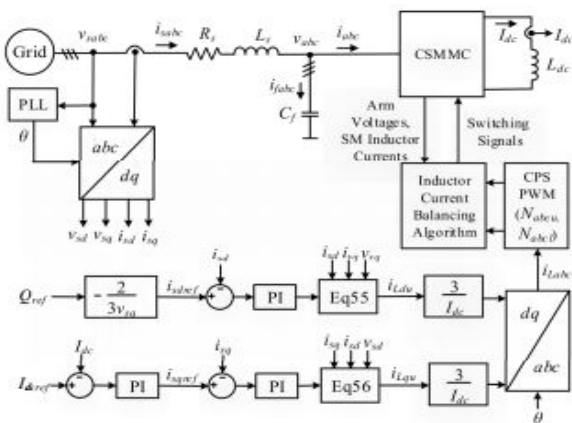 Grid
v_sabc
i_sabc
R_s
L_s
v_abc
i_abc
CSMMC
I_dc
I_dc
L_dc
i_fabc
C_f
PLL
θ
abc
dq
v_sd v_sq i_sd i_sq
Arm
Voltages,
SM Inductor
Currents
Switching
Signals
Inductor
Current
Balancing
Algorithm
CPS
PWM
(N_abcu,
N_abcl)
i_Labc
Q_ref
- 2
3v_sq
i_sdref
i_sd
PI
i_sd i_sq v_sq
Eq55
i_Ldu
3
I_dc
dq
abc
θ
I_dcref
I_dc
PI
i_sqref
i_sq
PI
i_sq i_sd v_sd
Eq56
i_Lqu
3
I_dc